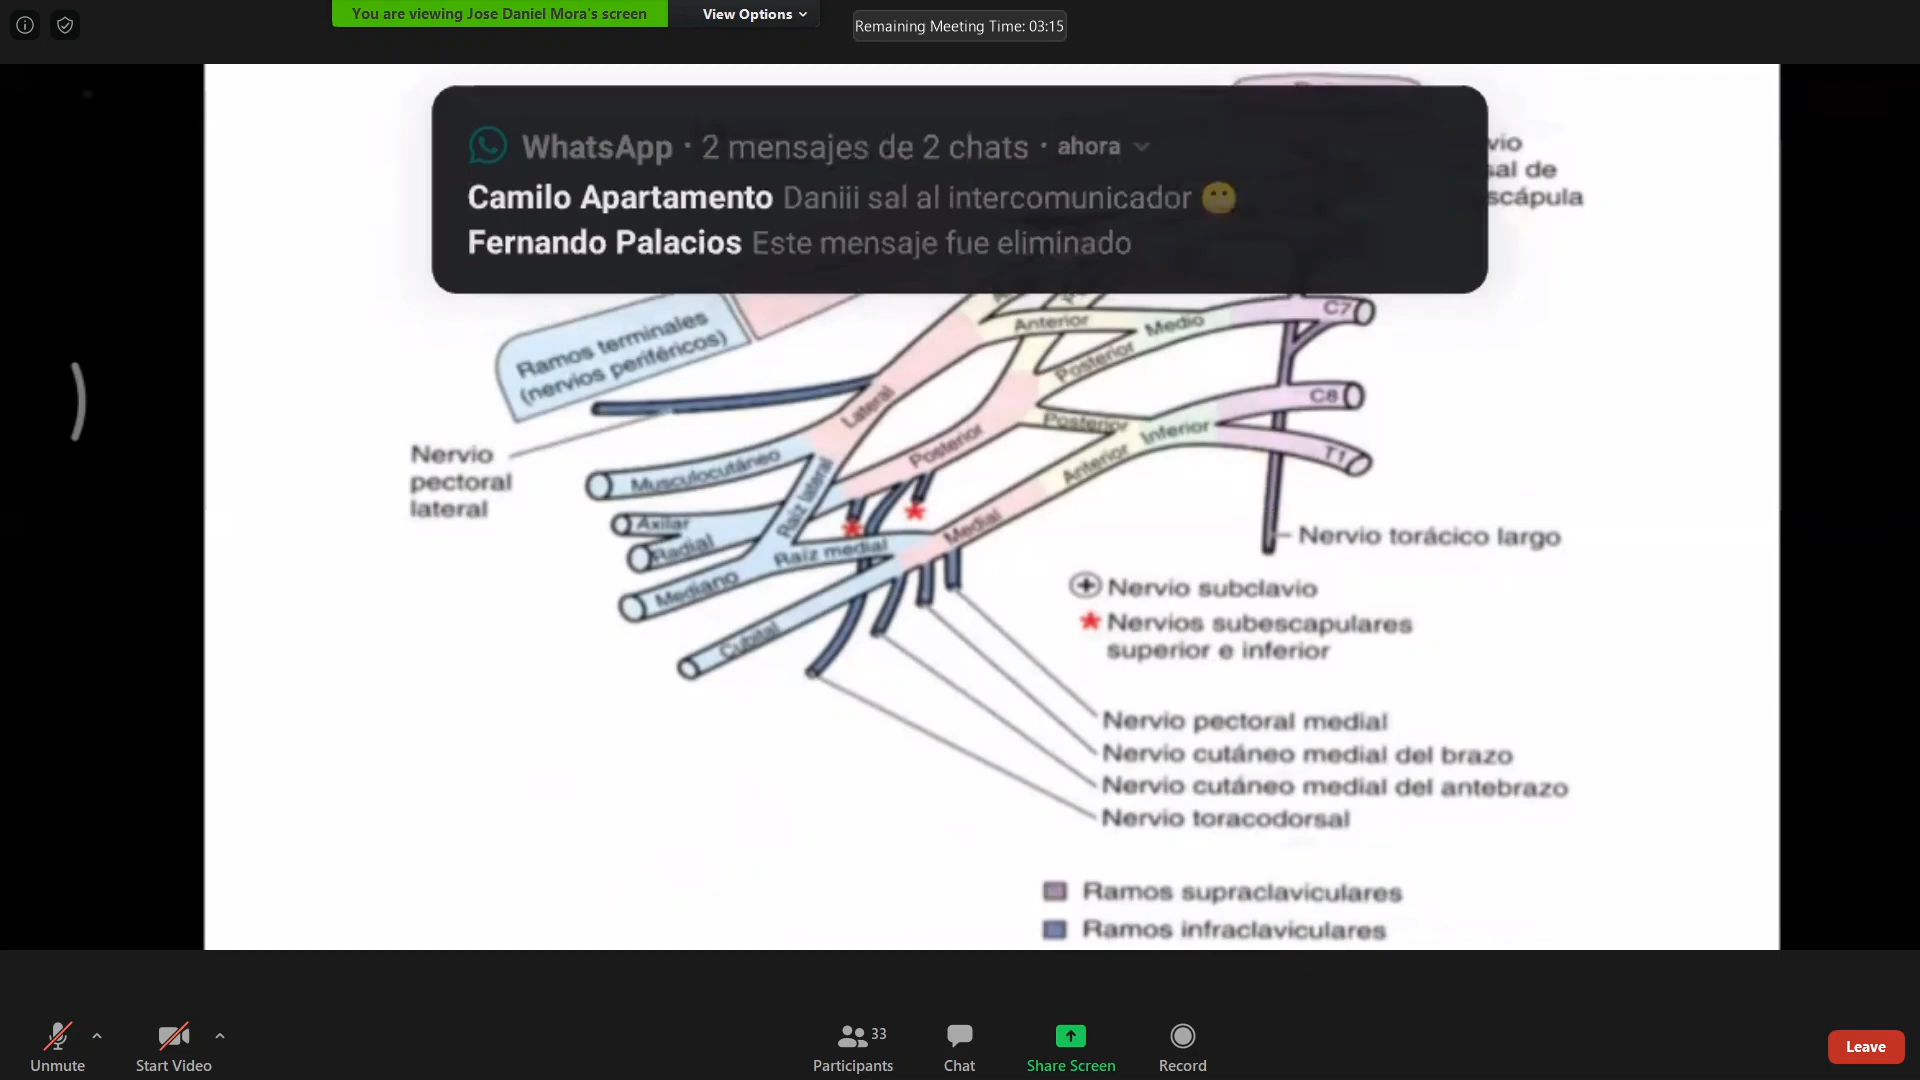 You are viewing Jose Daniel Mora's screen
View Options
Remaining Meeting Time: 03:15
WhatsApp · 2 mensajes de 2 chats · ahora
Camilo Apartamento Daniii sal al intercomunicador 😬
Fernando Palacios Este mensaje fue eliminado
de
escápula
Ramos terminales
(nervios periféricos)
Anterior
Medio
C7
Posterior
Lateral
C8
Posterior
Posterior
Inferior
T1
Anterior
Nervio
pectoral
lateral
Musculocutáneo
Raíz lateral
Axilar
Radial
Raíz medial
Medial
Mediano
Cubital
Nervio torácico largo
Nervio subclavio
* Nervios subescapulares
superior e inferior
Nervio pectoral medial
Nervio cutáneo medial del brazo
Nervio cutáneo medial del antebrazo
Nervio toracodorsal
Ramos supraclaviculares
Ramos infraclaviculares
Unmute
Start Video
33
Participants
Chat
Share Screen
Record
Leave